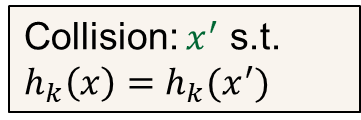 Collision: x′ s.t.
hₖ(x) = hₖ(x′)